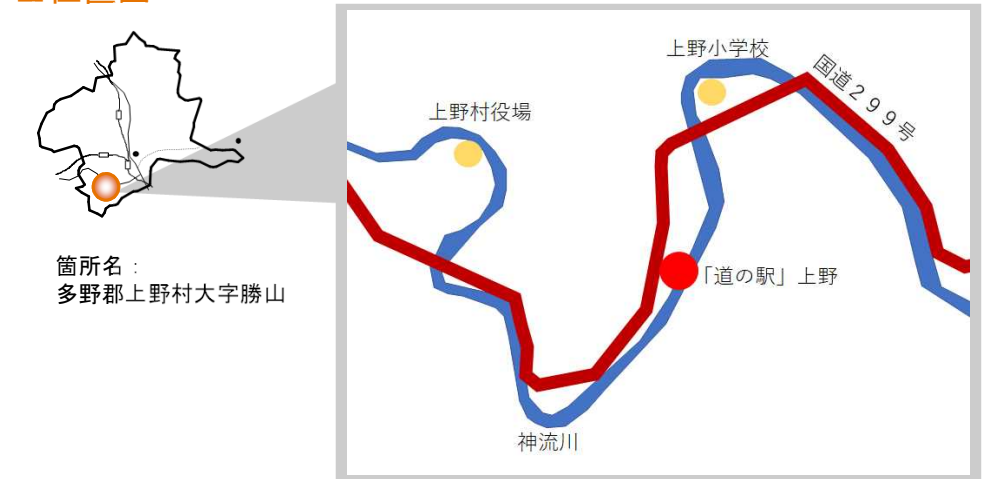 上野小学校
国道299号
上野村役場
箇所名：
多野郡上野村大字勝山
「道の駅」上野
神流川